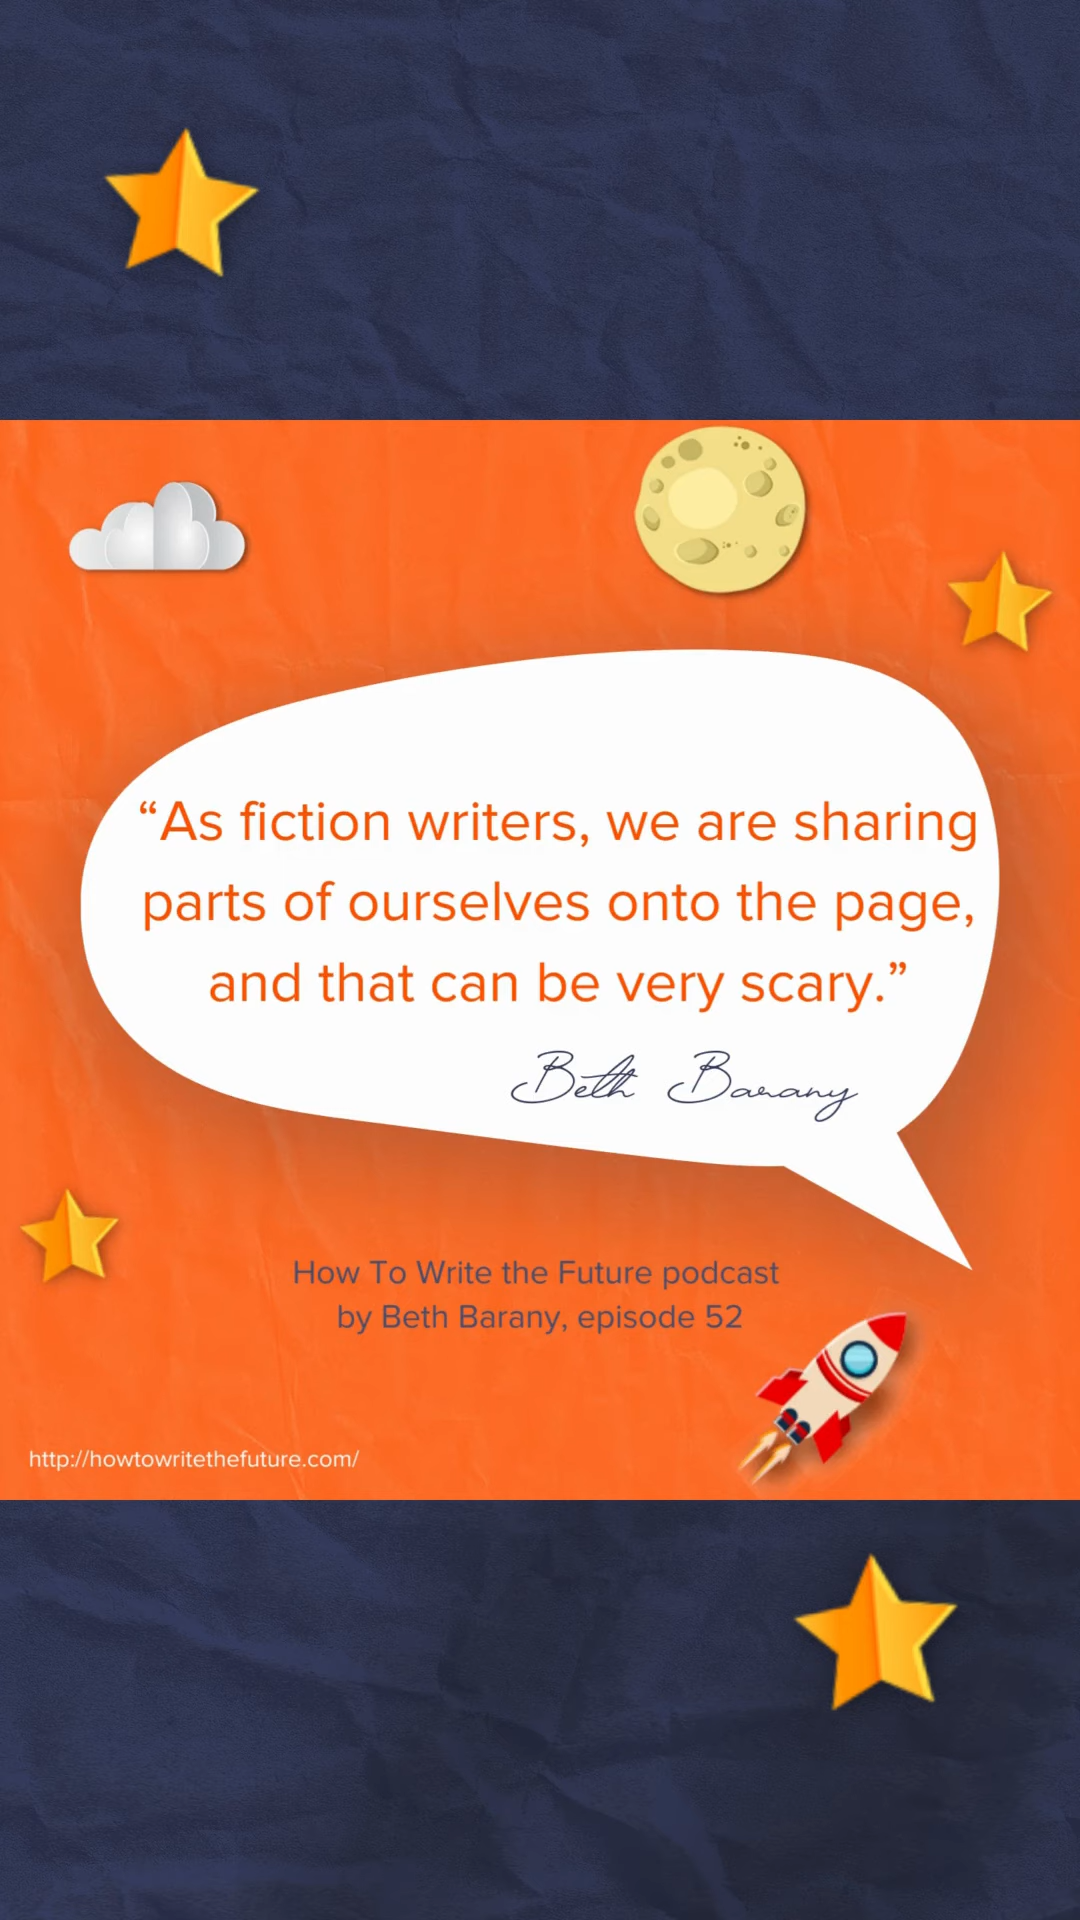 “As fiction writers, we are sharing
parts of ourselves onto the page,
and that can be very scary.”
Beth Barany
How To Write the Future podcast
by Beth Barany, episode 52
http://howtowritethefuture.com/